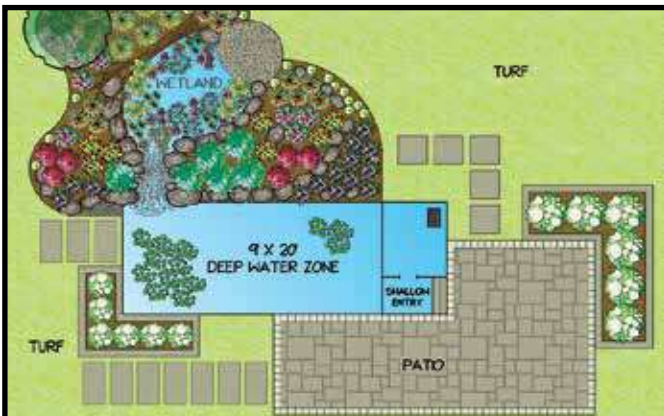 WETLAND
TURF
9 X 20'
DEEP WATER ZONE
SHALLOW
ENTRY
TURF
PATIO